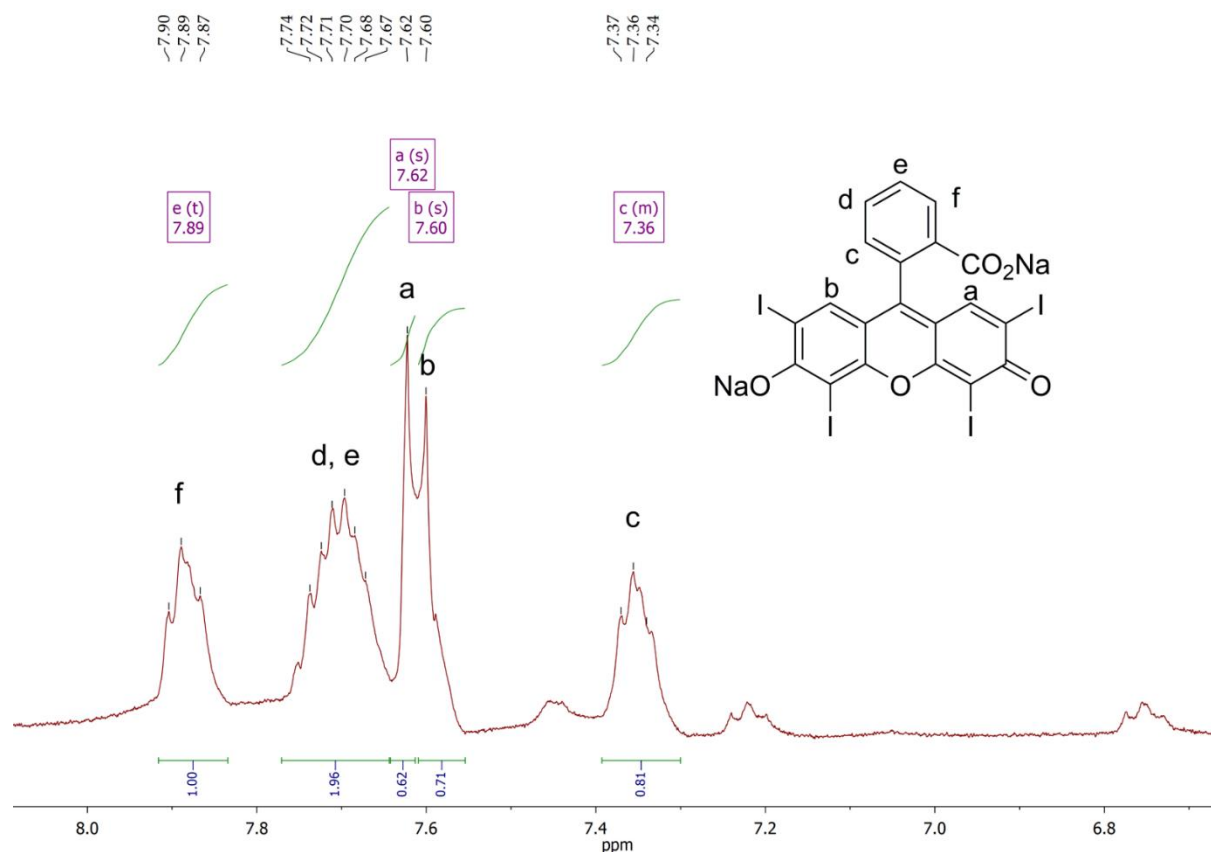 7.90
7.89
7.87
7.74
7.72
7.71
7.70
7.68
7.67
7.62
7.60
7.37
7.36
7.34
a (s)
7.62
e (t)
7.89
b (s)
7.60
c (m)
7.36
e
d
f
c
CO₂Na
b
a
I
I
NaO
O
O
I
I
a
b
d, e
f
c
1.00
1.96
0.62
0.71
0.81
8.0
7.8
7.6
7.4
7.2
7.0
6.8
ppm